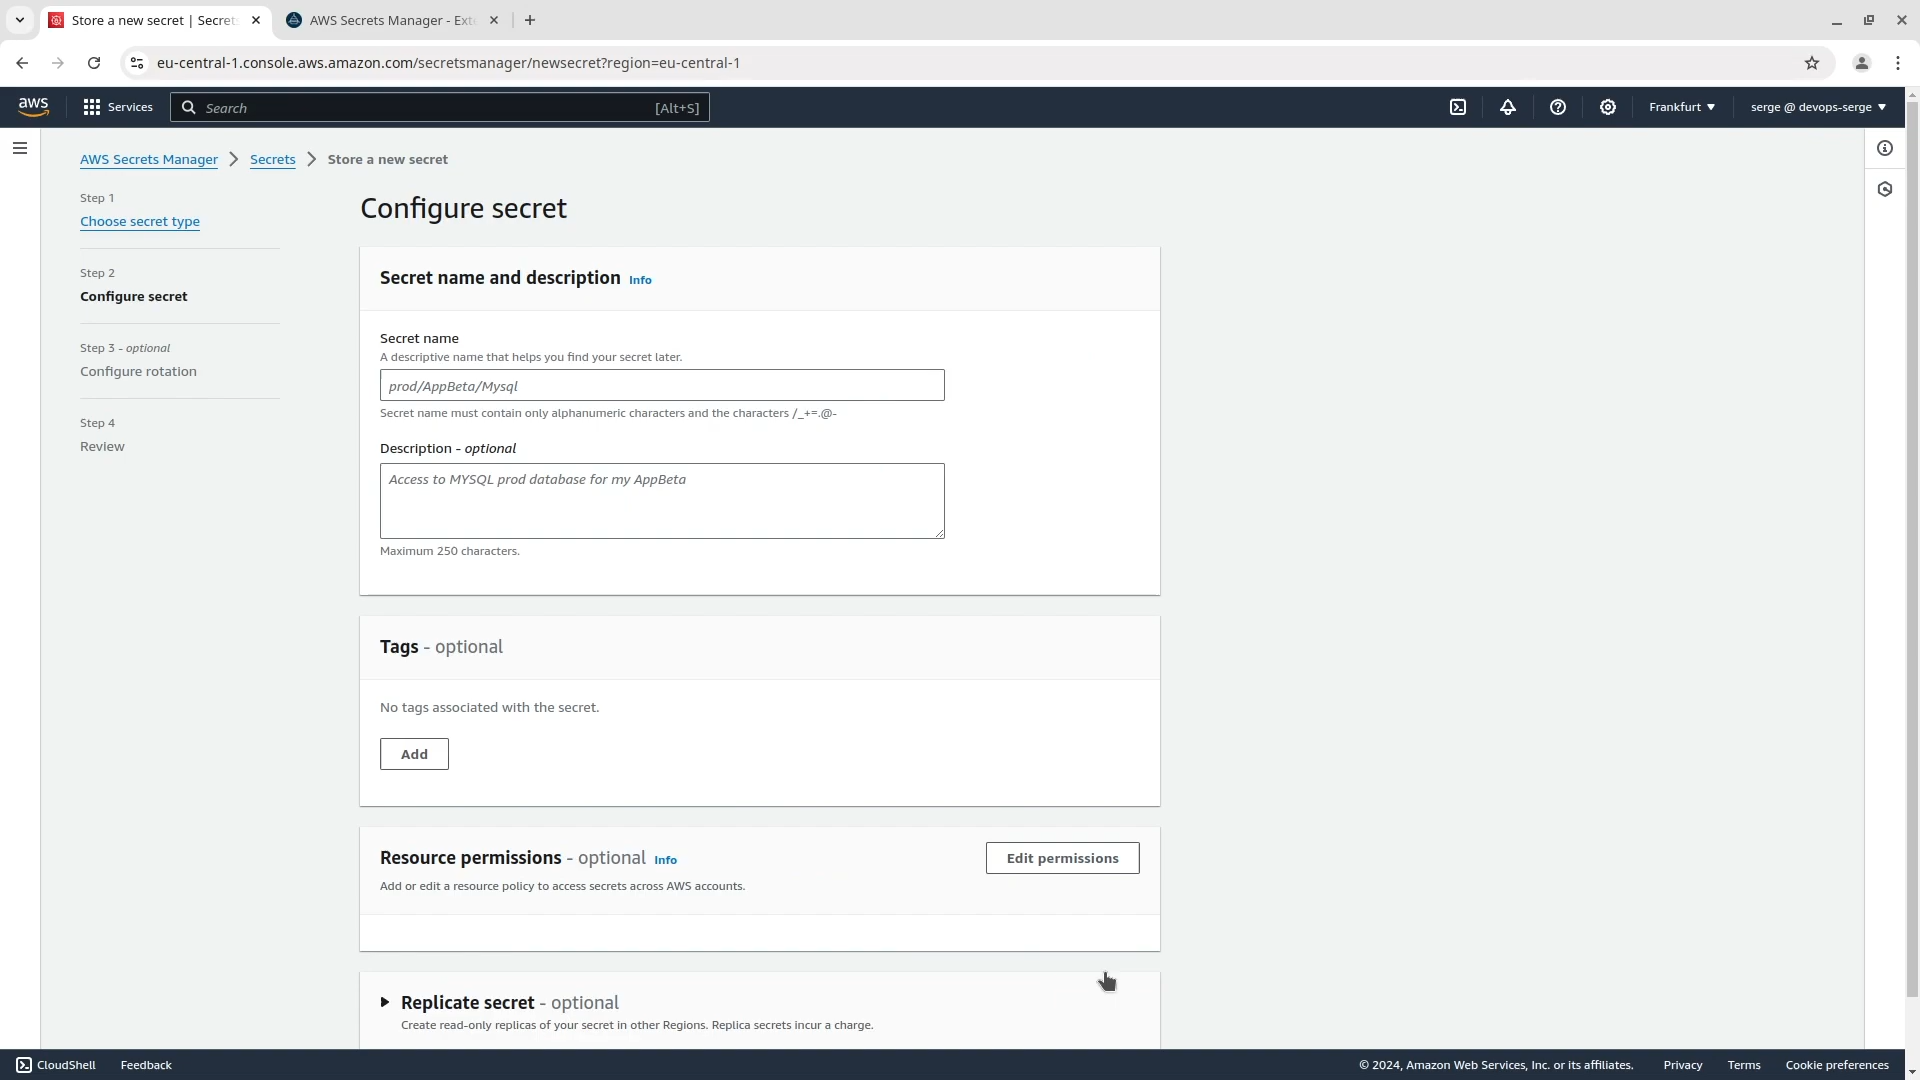 Store a new secret | Secrets
AWS Secrets Manager - Exte
eu-central-1.console.aws.amazon.com/secretsmanager/newsecret?region=eu-central-1
aws
Services
Search
[Alt+S]
Frankfurt
serge @ devops-serge
AWS Secrets Manager > Secrets > Store a new secret
Step 1
Choose secret type
Step 2
Configure secret
Step 3 - optional
Configure rotation
Step 4
Review
Configure secret
Secret name and description Info
Secret name
A descriptive name that helps you find your secret later.
prod/AppBeta/Mysql
Secret name must contain only alphanumeric characters and the characters /_+=.@-
Description - optional
Access to MYSQL prod database for my AppBeta
Maximum 250 characters.
Tags - optional
No tags associated with the secret.
Add
Resource permissions - optional Info
Edit permissions
Add or edit a resource policy to access secrets across AWS accounts.
Replicate secret - optional
Create read-only replicas of your secret in other Regions. Replica secrets incur a charge.
CloudShell
Feedback
© 2024, Amazon Web Services, Inc. or its affiliates.
Privacy
Terms
Cookie preferences